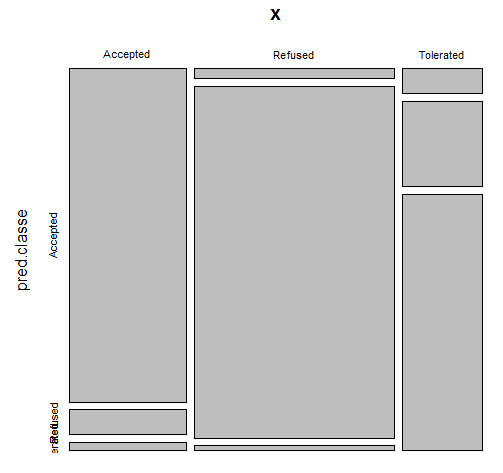 x
Accepted Refused Tolerated
pred.classe
Accepted
Refused